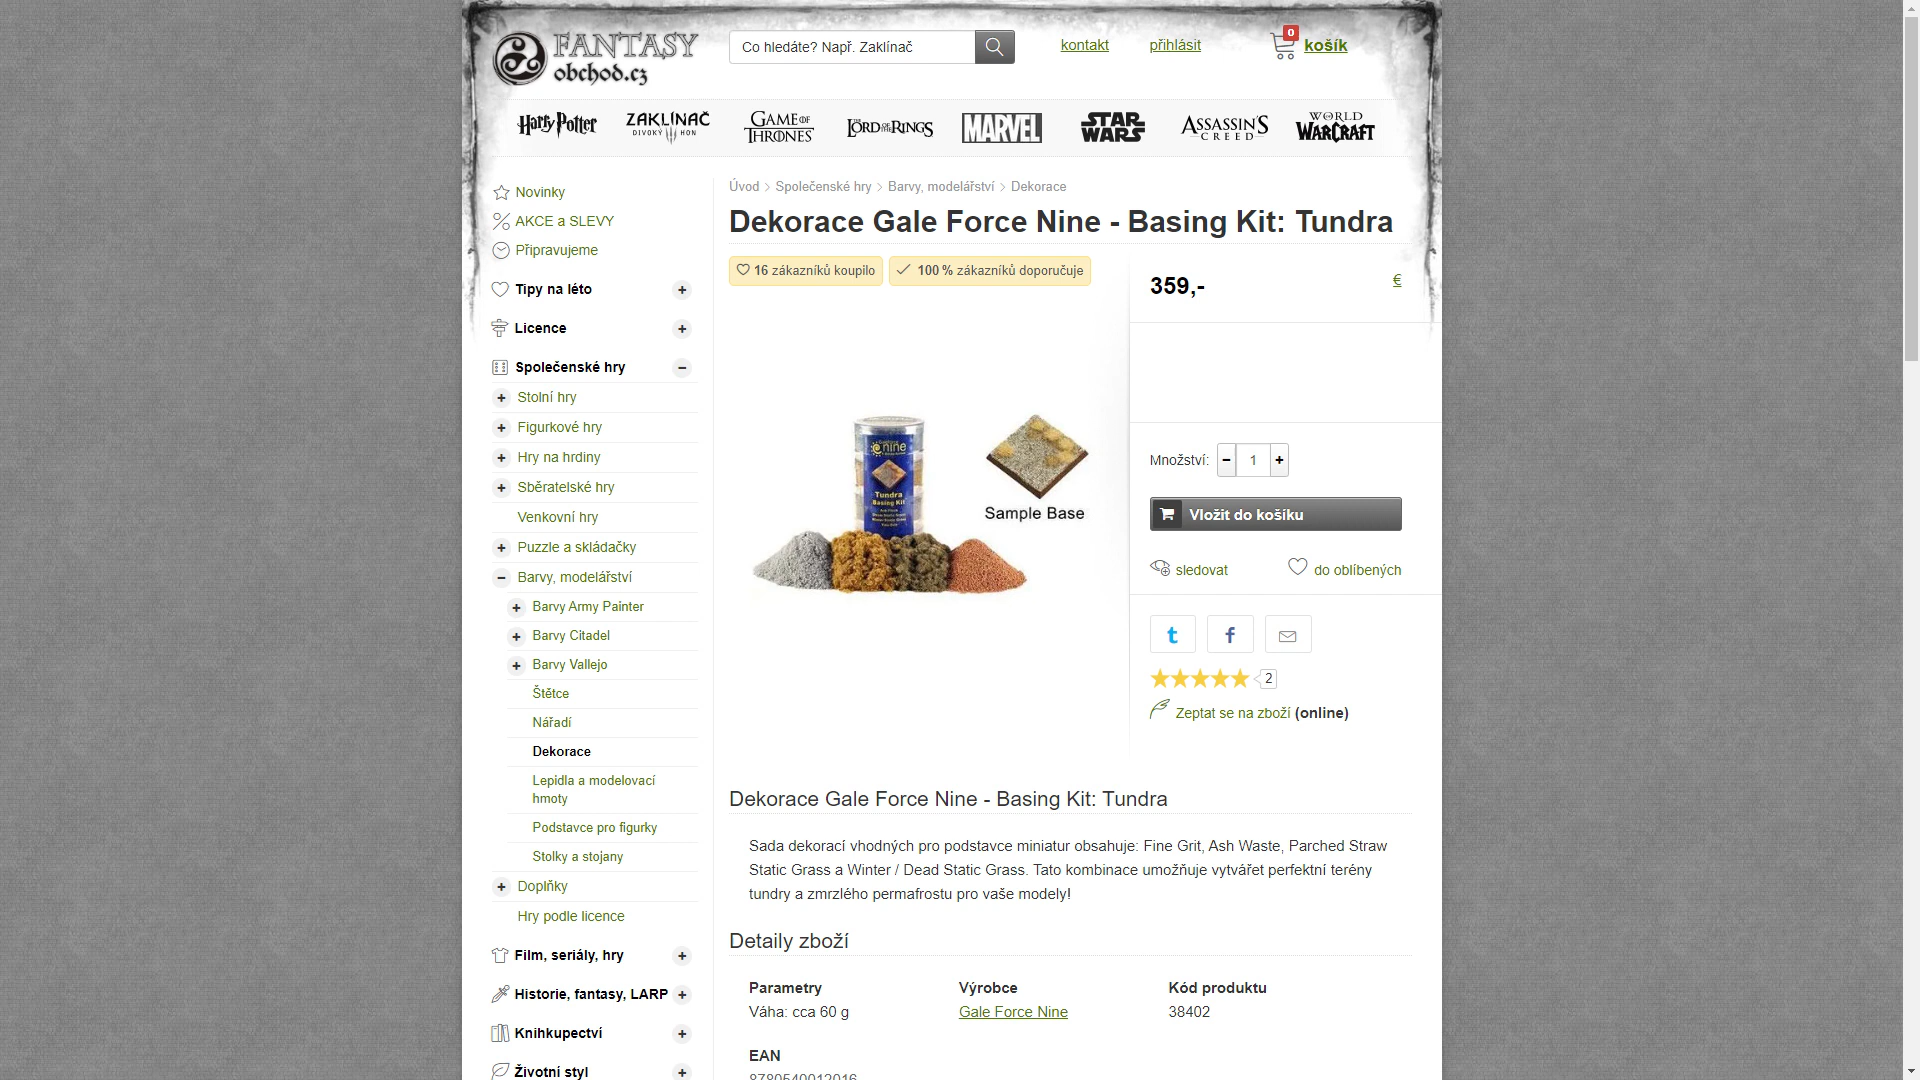 FANTASY
obchod.cz
Co hledáte? Např. Zaklínač
kontakt
přihlásit
0
košík
Harry Potter
ZAKLÍNAČ
DIVOKÝ HON
GAME OF
THRONES
THE LORD OF THE RINGS
MARVEL
STAR
WARS
ASSASSIN'S
CREED
WORLD
OF
WARCRAFT
Novinky
AKCE a SLEVY
Připravujeme
Tipy na léto
+
Licence
+
Společenské hry
−
+ Stolní hry
+ Figurkové hry
+ Hry na hrdiny
+ Sběratelské hry
Venkovní hry
+ Puzzle a skládačky
− Barvy, modelářství
+ Barvy Army Painter
+ Barvy Citadel
+ Barvy Vallejo
Štětce
Nářadí
Dekorace
Lepidla a modelovací
hmoty
Podstavce pro figurky
Stolky a stojany
+ Doplňky
Hry podle licence
Film, seriály, hry
+
Historie, fantasy, LARP
+
Knihkupectví
+
Životní styl
+
Úvod > Společenské hry > Barvy, modelářství > Dekorace
Dekorace Gale Force Nine - Basing Kit: Tundra
16 zákazníků koupilo
100 % zákazníků doporučuje
nine
Tundra
Basing Kit
Sample Base
359,-
€
Množství:
− 1 +
Vložit do košíku
sledovat
do oblíbených
2
Zeptat se na zboží (online)
Dekorace Gale Force Nine - Basing Kit: Tundra
Sada dekorací vhodných pro podstavce miniatur obsahuje: Fine Grit, Ash Waste, Parched Straw
Static Grass a Winter / Dead Static Grass. Tato kombinace umožňuje vytvářet perfektní terény
tundry a zmrzlého permafrostu pro vaše modely!
Detaily zboží
Parametry
Váha: cca 60 g
Výrobce
Gale Force Nine
Kód produktu
38402
EAN
8780540012016